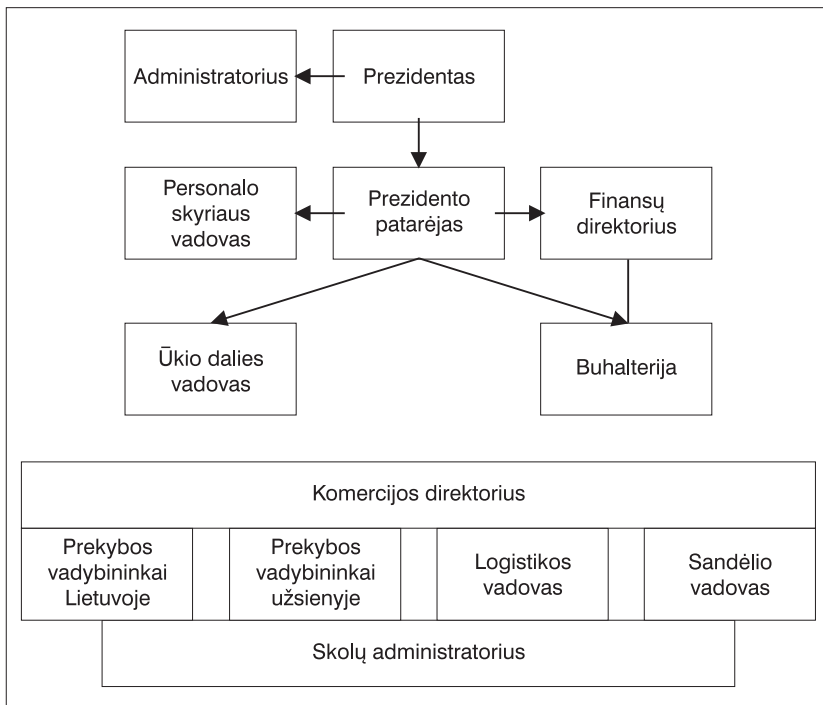 Administratorius
Prezidentas
Personalo
skyriaus
vadovas
Prezidento
patarėjas
Finansų
direktorius
Ūkio dalies
vadovas
Buhalterija
Komercijos direktorius
Prekybos
vadybininkai
Lietuvoje
Prekybos
vadybininkai
užsienyje
Logistikos
vadovas
Sandėlio
vadovas
Skolų administratorius